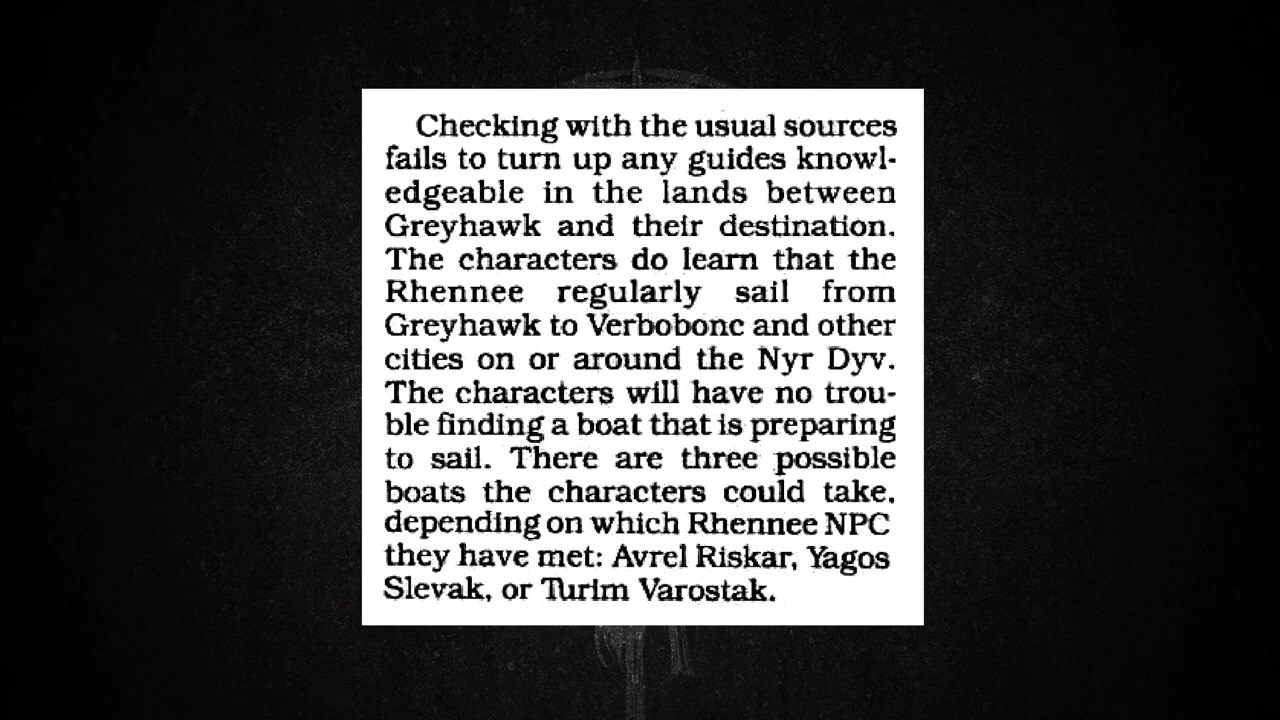 Checking with the usual sources
fails to turn up any guides knowl-
edgeable in the lands between
Greyhawk and their destination.
The characters do learn that the
Rhennee regularly sail from
Greyhawk to Verbobonc and other
cities on or around the Nyr Dyv.
The characters will have no trou-
ble finding a boat that is preparing
to sail. There are three possible
boats the characters could take,
depending on which Rhennee NPC
they have met: Avrel Riskar, Yagos
Slevak, or Turim Varostak.